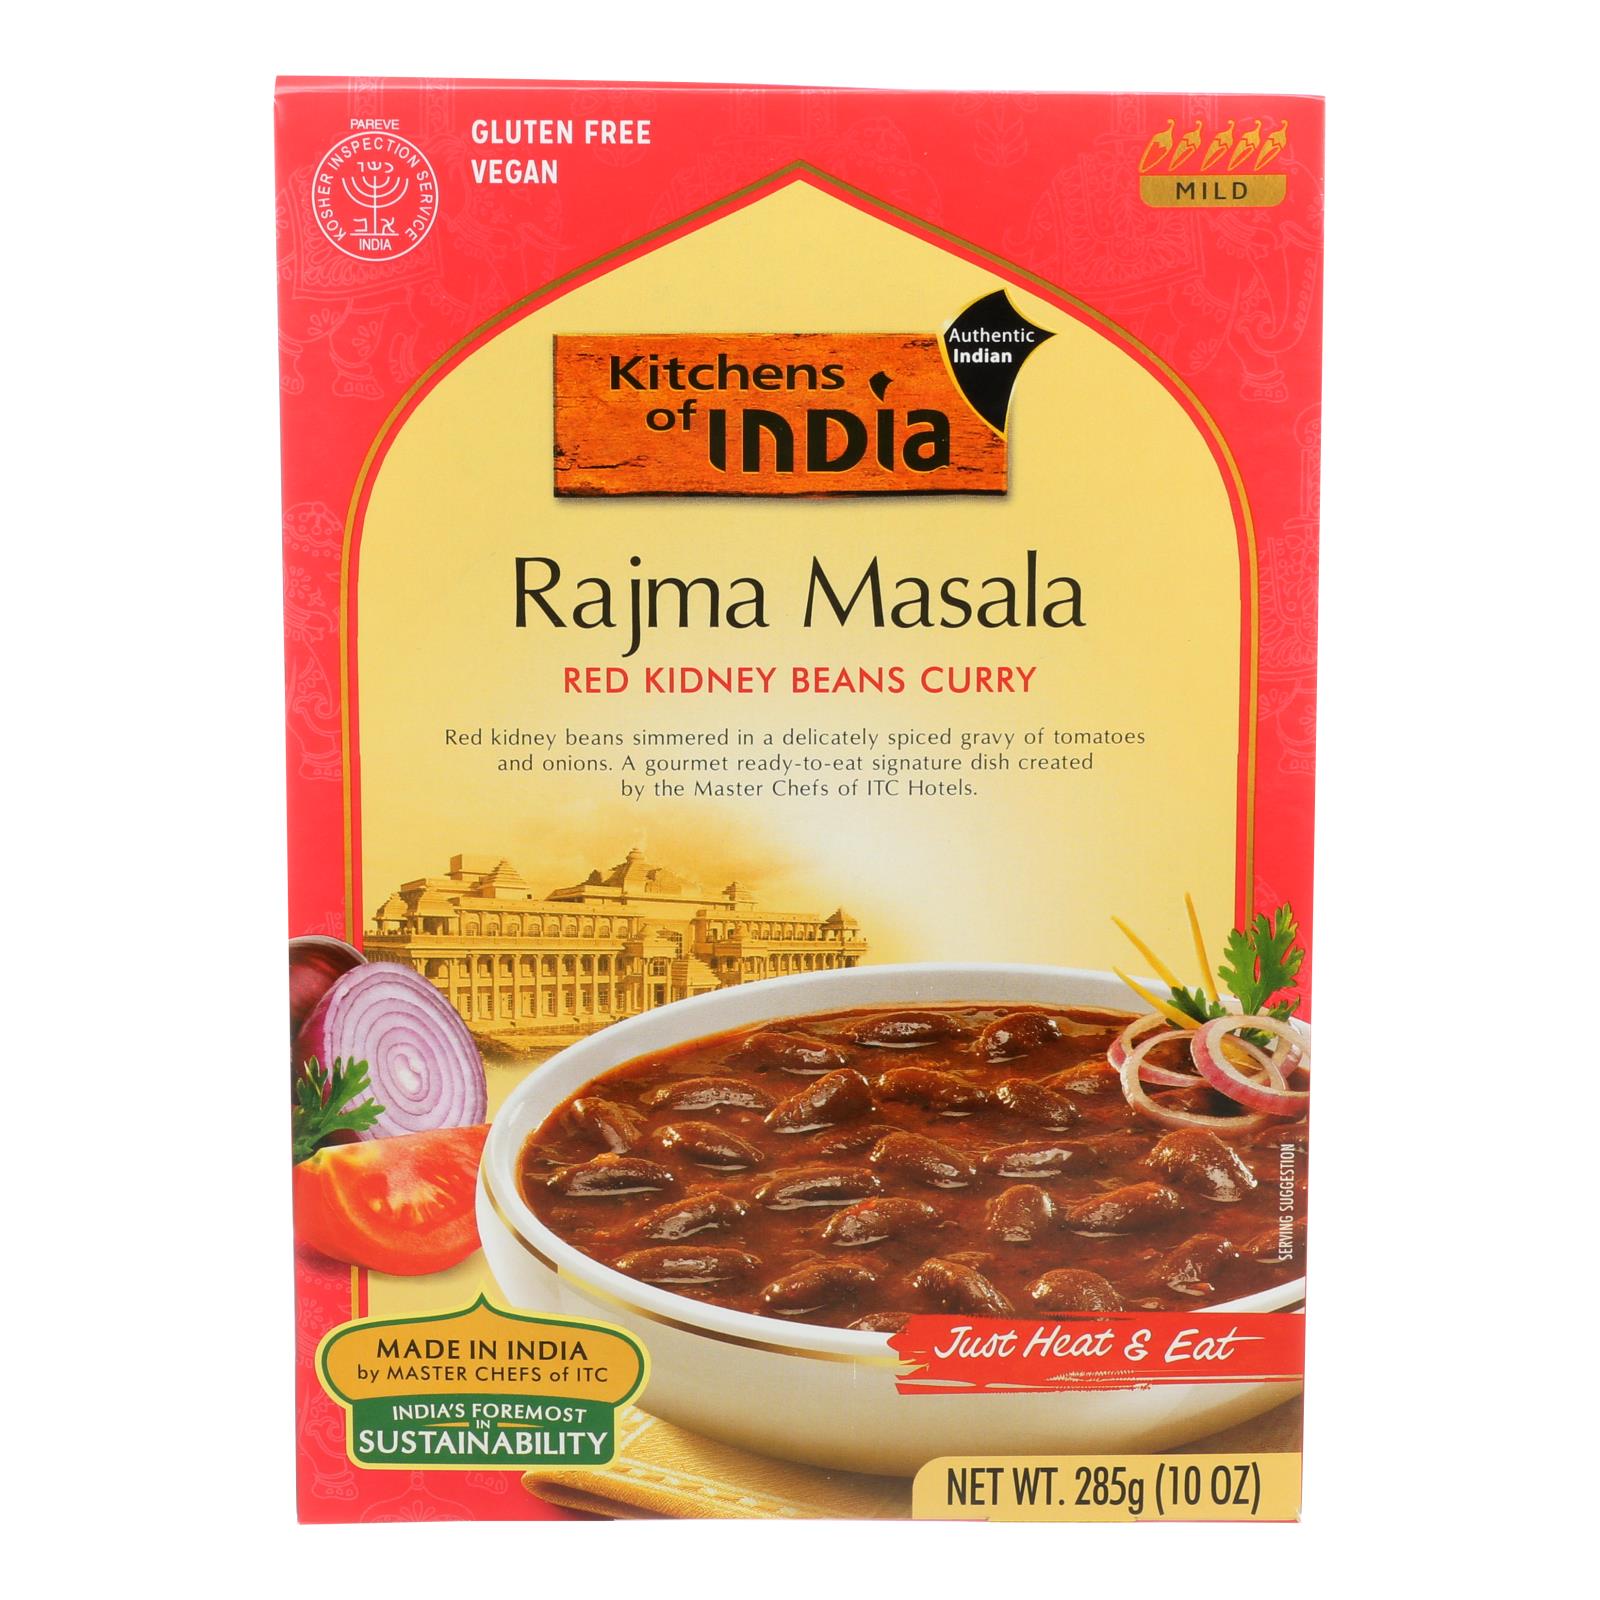 PAREVE
KOSHER INSPECTION SERVICE
כשר
אוכ
INDIA
GLUTEN FREE
VEGAN
MILD
Authentic
Indian
Kitchens
of INDIA
Rajma Masala
RED KIDNEY BEANS CURRY
Red kidney beans simmered in a delicately spiced gravy of tomatoes
and onions. A gourmet ready-to-eat signature dish created
by the Master Chefs of ITC Hotels.
SERVING SUGGESTION
Just Heat & Eat
MADE IN INDIA
by MASTER CHEFS of ITC
INDIA'S FOREMOST
IN
SUSTAINABILITY
NET WT. 285g (10 OZ)